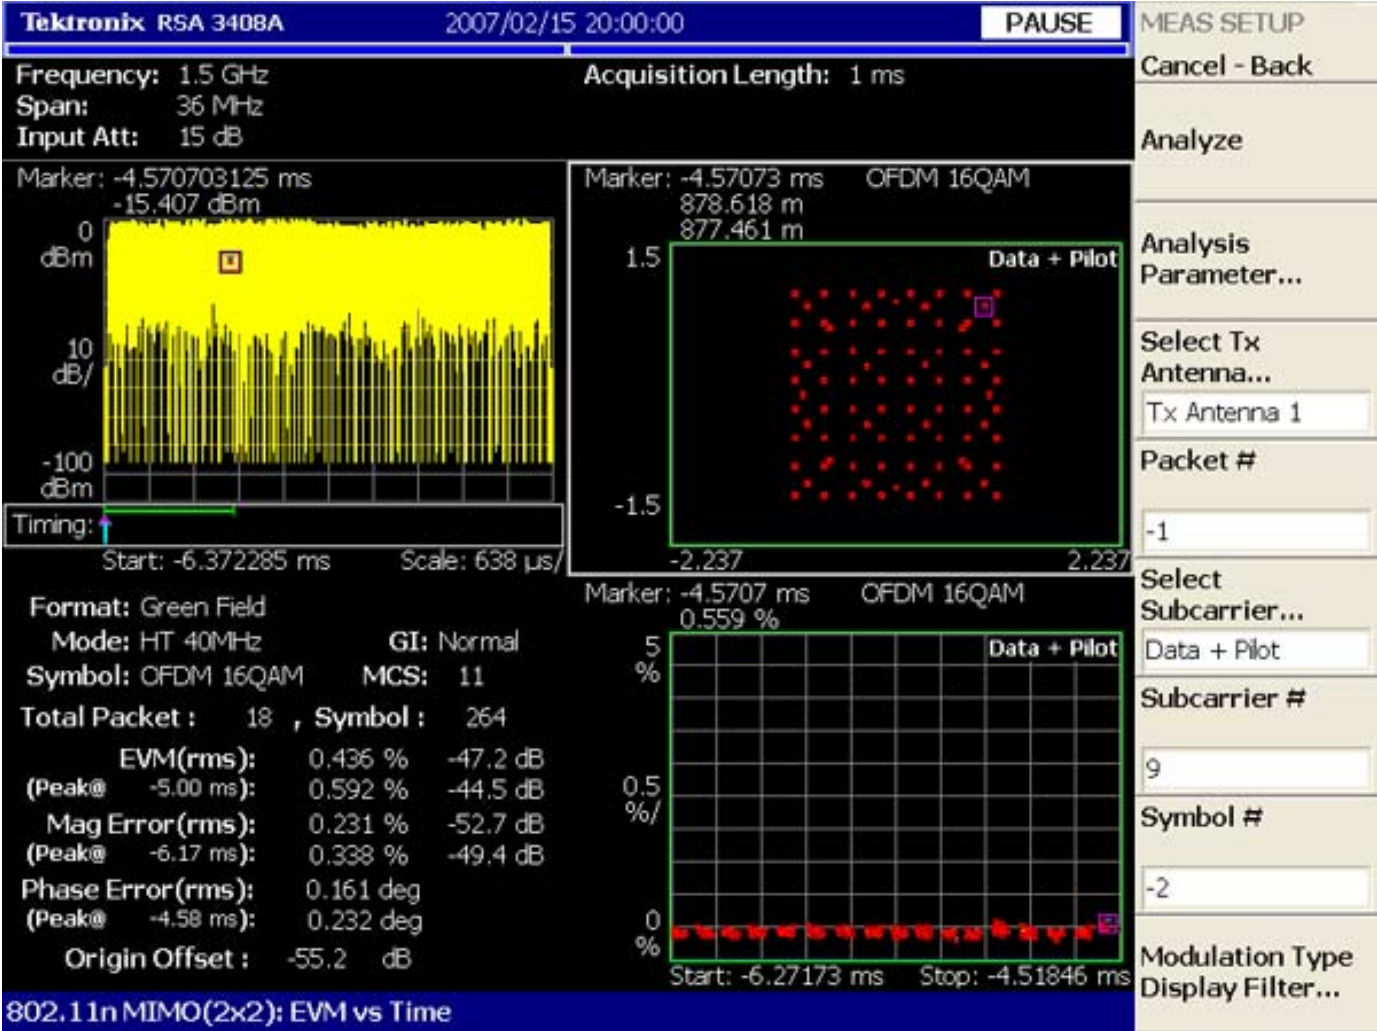 Tektronix RSA 3408A 2007/02/15 20:00:00 PAUSE
Frequency: 1.5 GHz
Span: 36 MHz
Input Att: 15 dB
Acquisition Length: 1 ms
Marker: -4.570703125 ms
-15.407 dBm
0
dBm
10
dB/
-100
dBm
Timing:
Start: -6.372285 ms Scale: 638 µs/
Marker: -4.57073 ms OFDM 16QAM
878.618 m
877.461 m
1.5
Data + Pilot
-1.5
-2.237 2.237
Format: Green Field
Mode: HT 40MHz GI: Normal
Symbol: OFDM 16QAM MCS: 11
Total Packet : 18 , Symbol : 264
EVM(rms): 0.436 % -47.2 dB
(Peak@ -5.00 ms): 0.592 % -44.5 dB
Mag Error(rms): 0.231 % -52.7 dB
(Peak@ -6.17 ms): 0.338 % -49.4 dB
Phase Error(rms): 0.161 deg
(Peak@ -4.58 ms): 0.232 deg
Origin Offset : -55.2 dB
Marker: -4.5707 ms OFDM 16QAM
0.559 %
5
%
Data + Pilot
0.5
%/
0
%
Start: -6.27173 ms Stop: -4.51846 ms
802.11n MIMO(2x2): EVM vs Time
MEAS SETUP
Cancel - Back
Analyze
Analysis
Parameter...
Select Tx
Antenna...
Tx Antenna 1
Packet #
-1
Select
Subcarrier...
Data + Pilot
Subcarrier #
9
Symbol #
-2
Modulation Type
Display Filter...